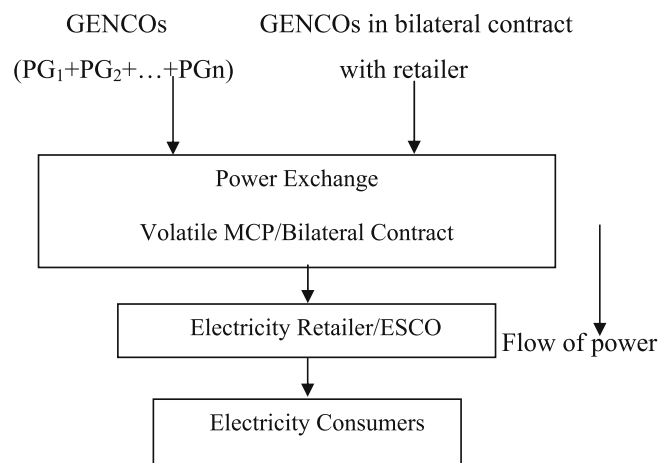 GENCOs
(PG₁+PG₂+…+PGn)
GENCOs in bilateral contract
with retailer
Power Exchange
Volatile MCP/Bilateral Contract
Electricity Retailer/ESCO
Flow of power
Electricity Consumers